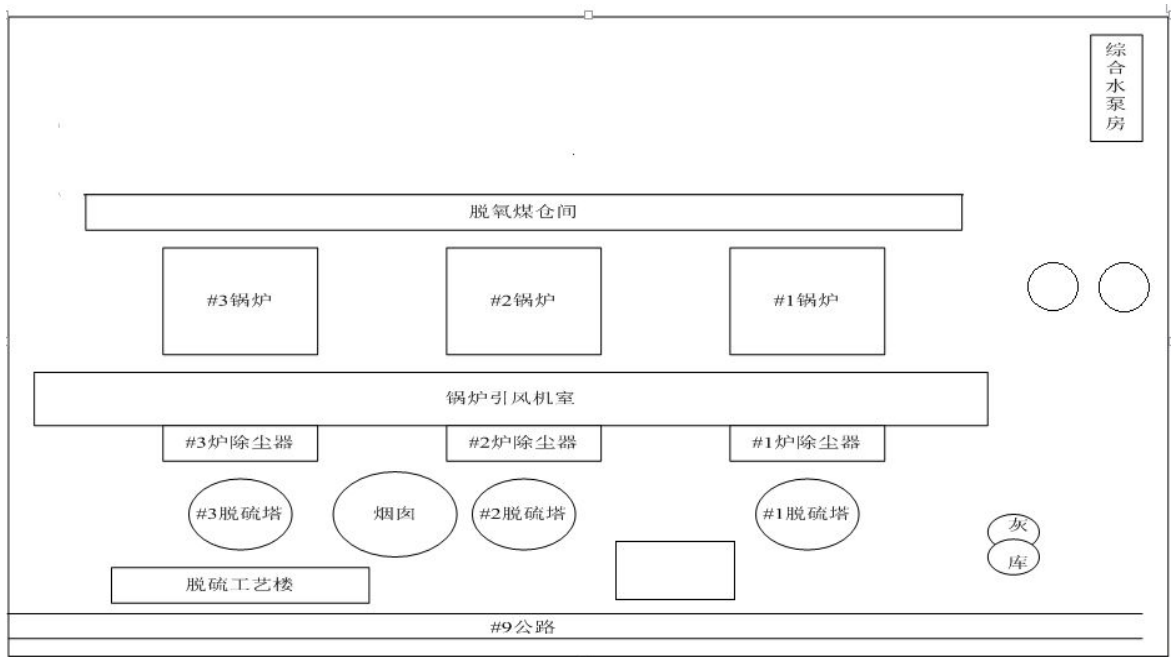 综合水泵房
脱氧煤仓间
#3锅炉
#2锅炉
#1锅炉
锅炉引风机室
#3炉除尘器
#2炉除尘器
#1炉除尘器
#3脱硫塔
烟囱
#2脱硫塔
#1脱硫塔
灰
库
脱硫工艺楼
#9公路